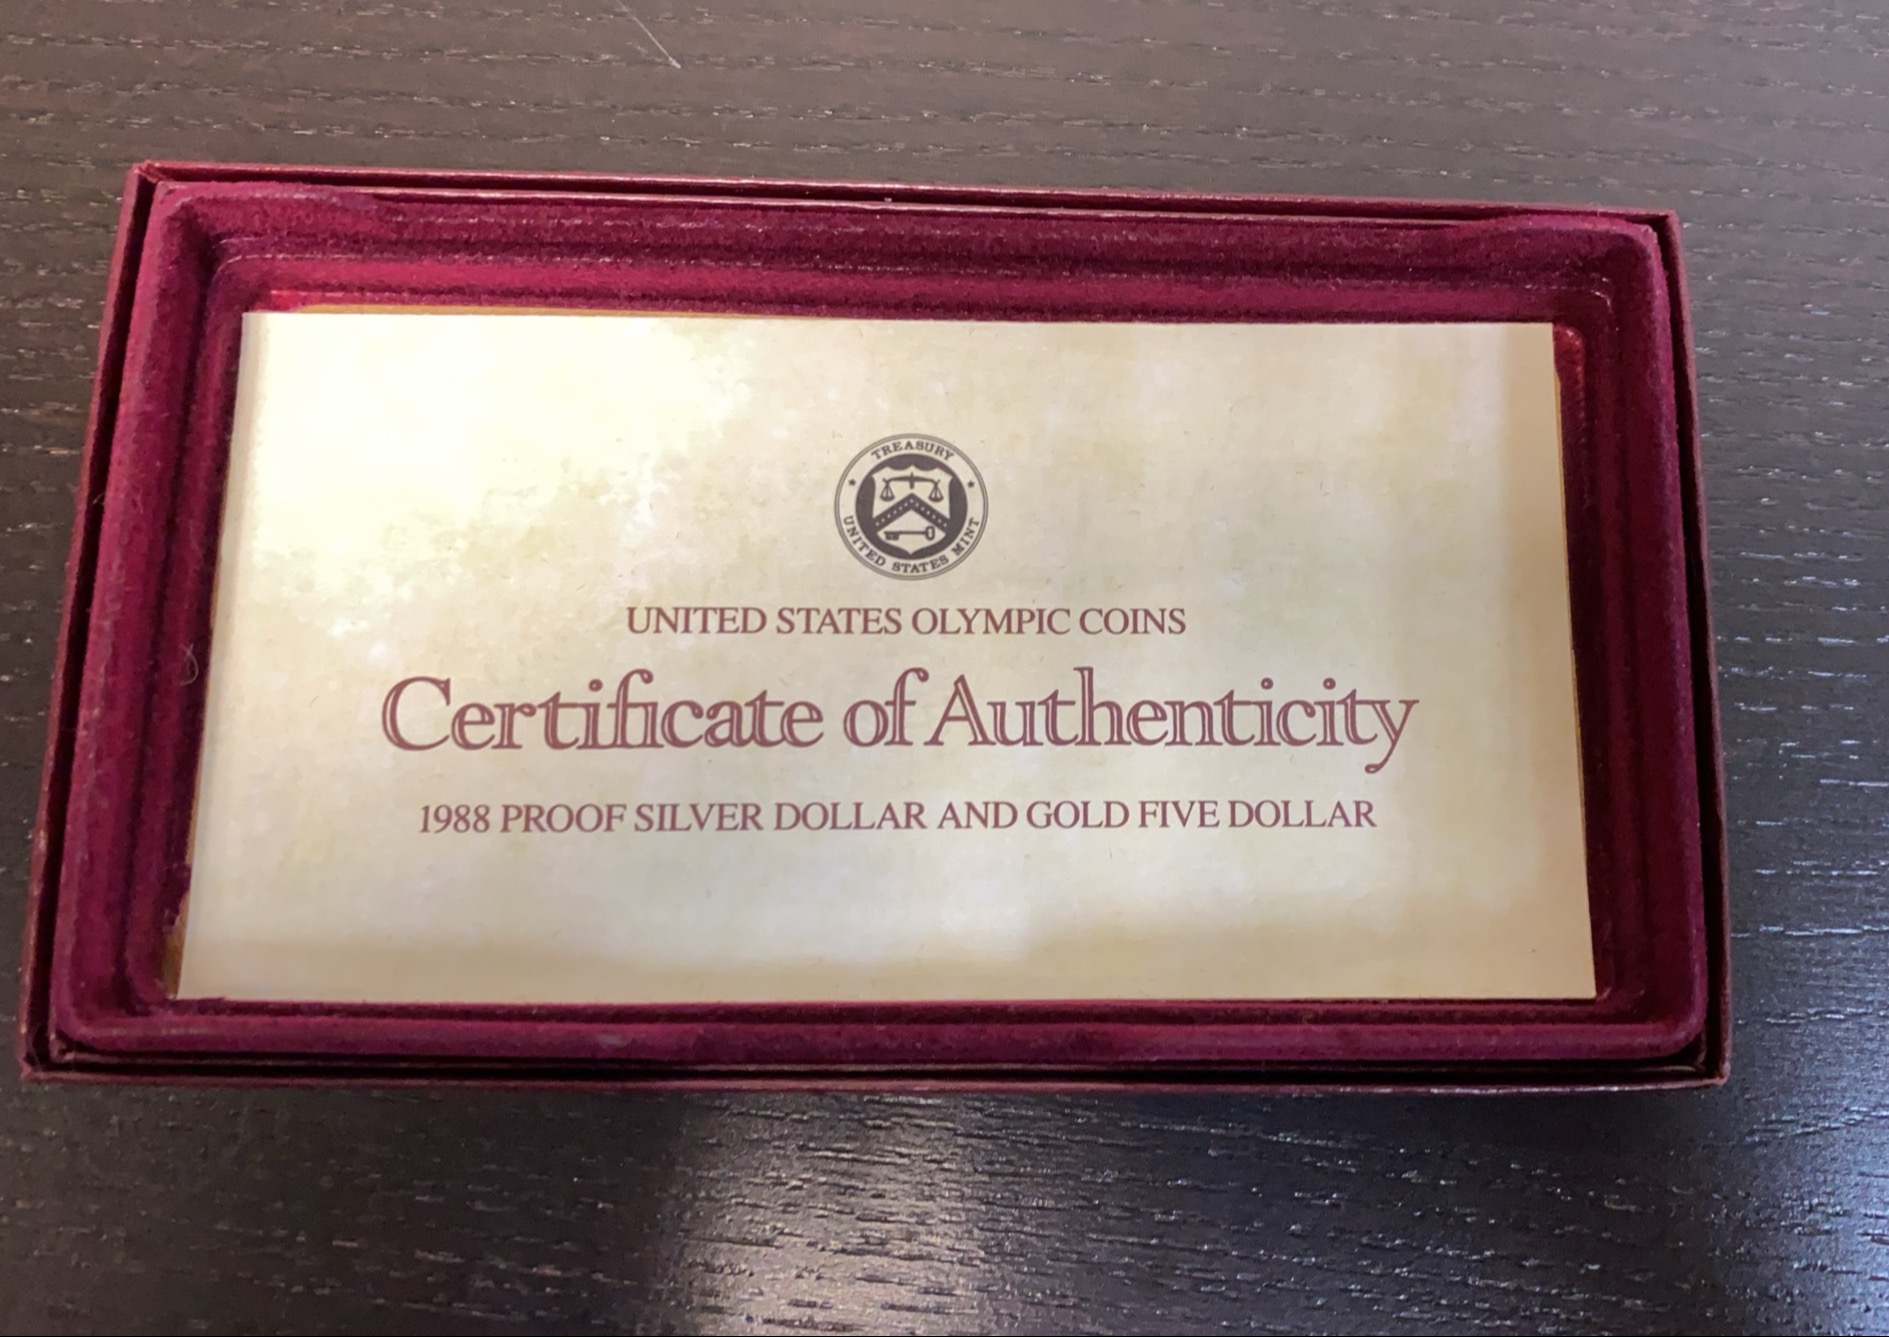 TREASURY
UNITED STATES MINT
UNITED STATES OLYMPIC COINS
Certificate of Authenticity
1988 PROOF SILVER DOLLAR AND GOLD FIVE DOLLAR